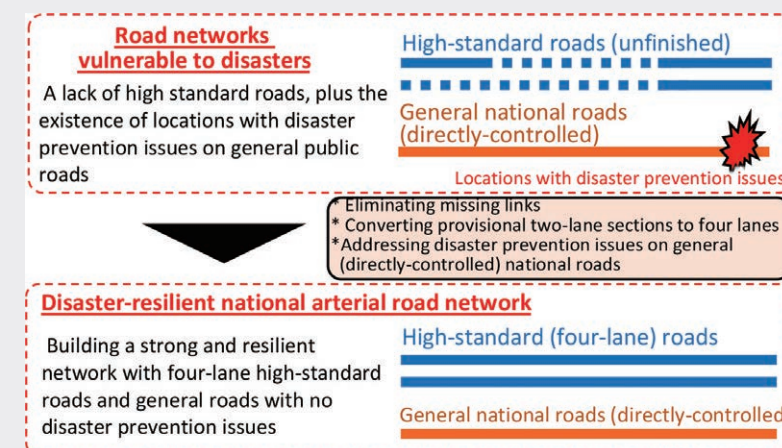 Road networks
vulnerable to disasters
A lack of high standard roads, plus the
existence of locations with disaster
prevention issues on general public
roads
High-standard roads (unfinished)
General national roads
(directly-controlled)
Locations with disaster prevention issues
* Eliminating missing links
* Converting provisional two-lane sections to four lanes
*Addressing disaster prevention issues on general
(directly-controlled) national roads
Disaster-resilient national arterial road network
Building a strong and resilient
network with four-lane high-standard
roads and general roads with no
disaster prevention issues
High-standard (four-lane) roads
General national roads (directly-controlled